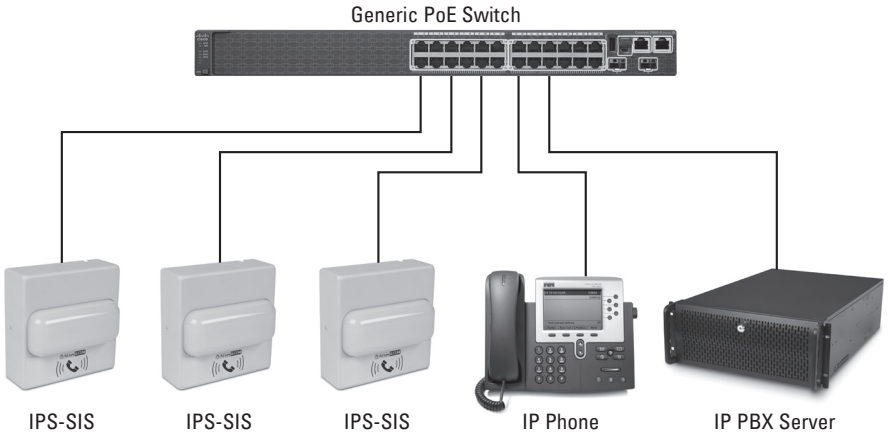 Generic PoE Switch
IPS-SIS
IPS-SIS
IPS-SIS
IP Phone
IP PBX Server